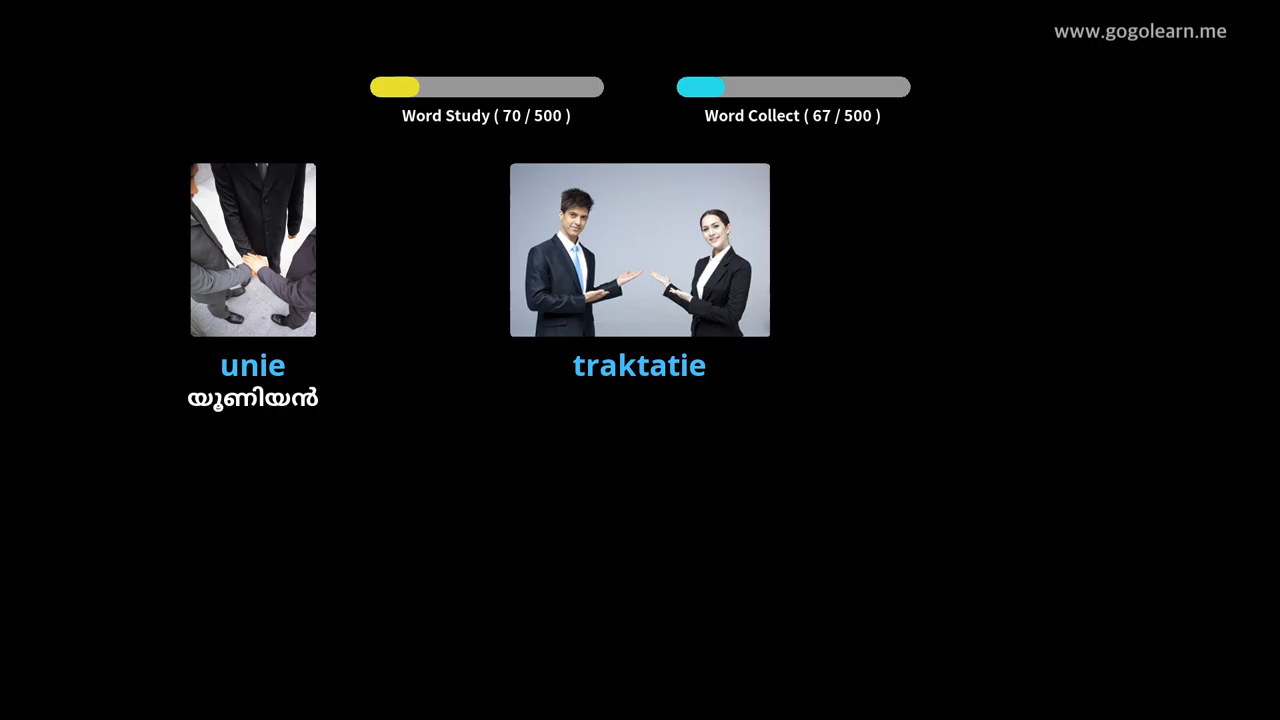 www.gogolearn.me
Word Study ( 70 / 500 )
Word Collect ( 67 / 500 )
unie
traktatie
യൂണിയൻ